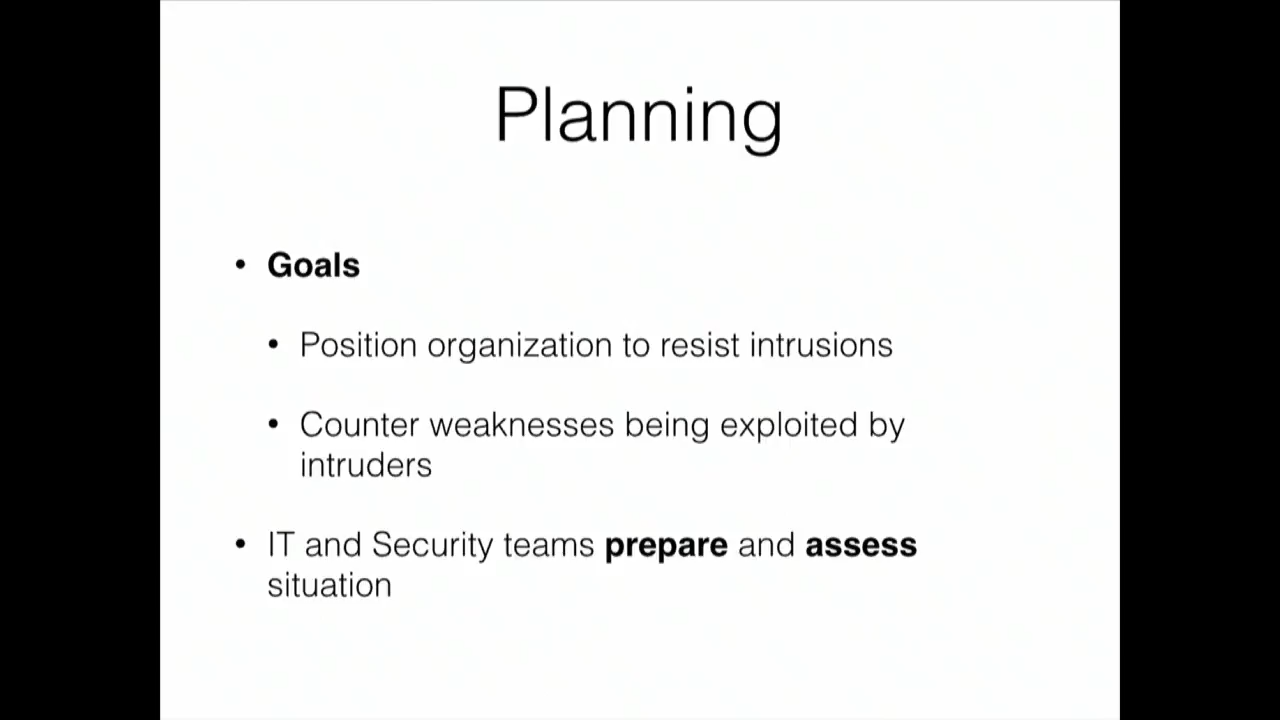 Planning
• Goals
• Position organization to resist intrusions
• Counter weaknesses being exploited by
intruders
• IT and Security teams prepare and assess
situation